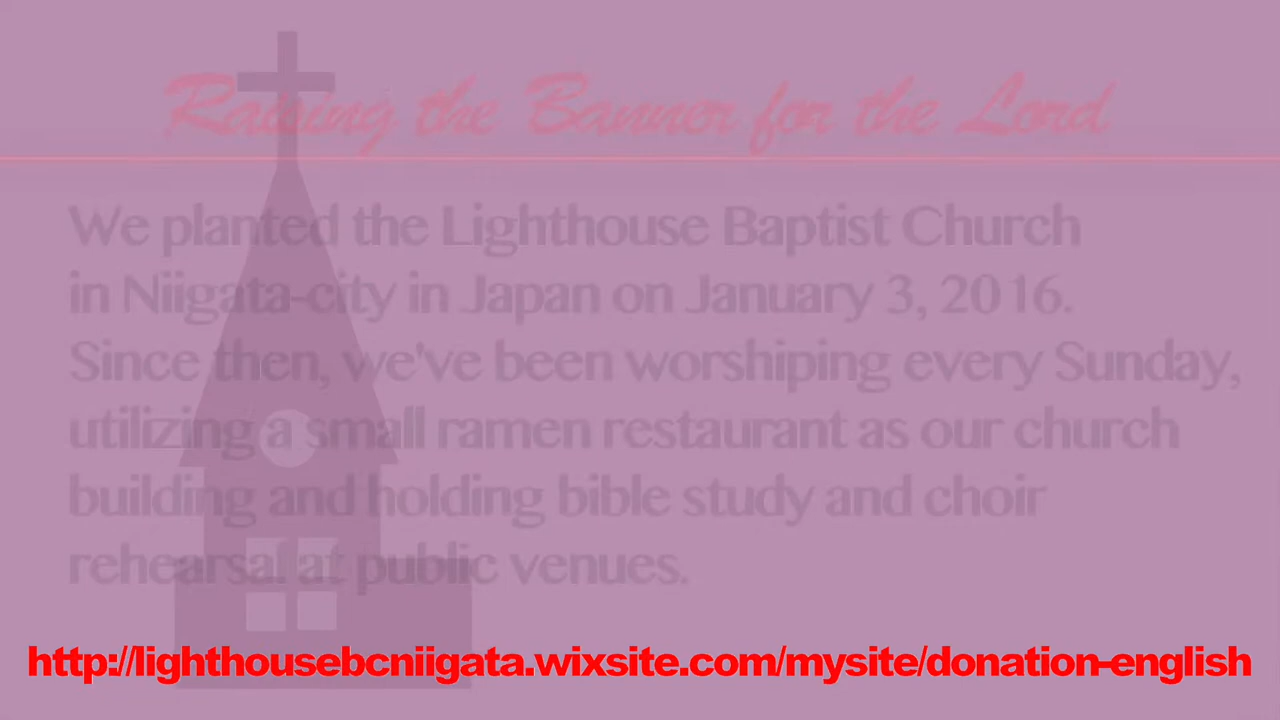 Raising the Banner for the Lord
We planted the Lighthouse Baptist Church
in Niigata-city in Japan on January 3, 2016.
Since then, we've been worshiping every Sunday,
utilizing a small ramen restaurant as our church
building and holding bible study and choir
rehearsal at public venues.
http://lighthousebcniigata.wixsite.com/mysite/donation-english